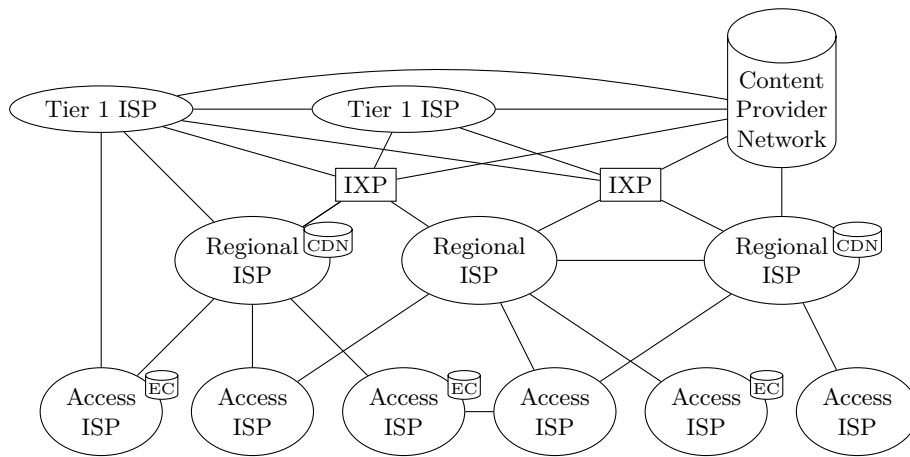 Content
Provider
Network
Tier 1 ISP
Tier 1 ISP
IXP
IXP
Regional
ISP
CDN
Regional
ISP
Regional
ISP
CDN
Access
ISP
EC
Access
ISP
Access
ISP
EC
Access
ISP
Access
ISP
EC
Access
ISP